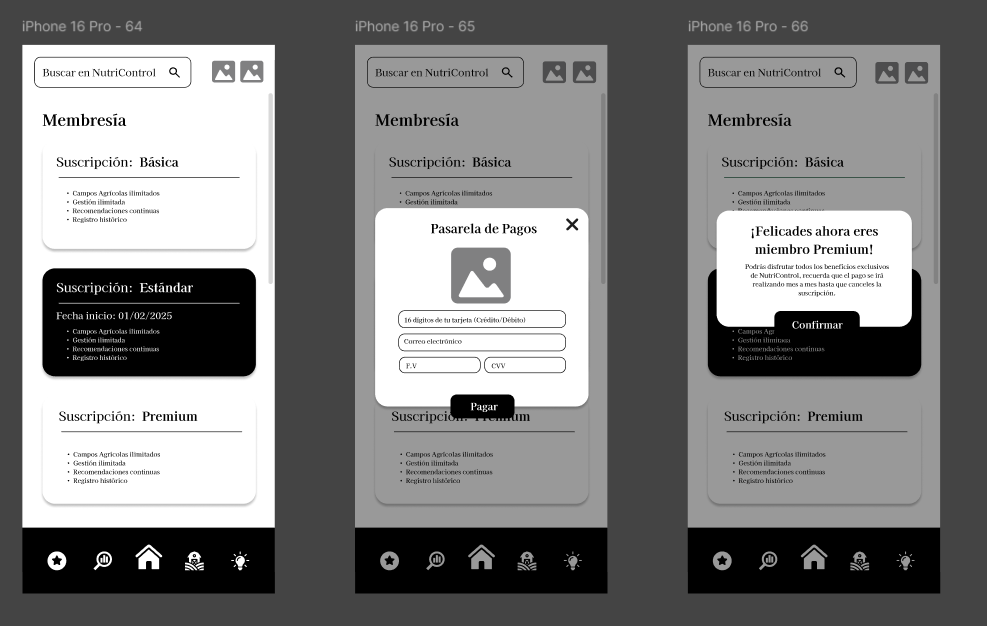 iPhone 16 Pro - 64
Buscar en NutriControl
Membresía
Suscripción: Básica
• Campos Agrícolas ilimitados
• Gestión ilimitada
• Recomendaciones continuas
• Registro histórico
Suscripción: Estándar
Fecha inicio: 01/02/2025
• Campos Agrícolas ilimitados
• Gestión ilimitada
• Recomendaciones continuas
• Registro histórico
Suscripción: Premium
• Campos Agrícolas ilimitados
• Gestión ilimitada
• Recomendaciones continuas
• Registro histórico
iPhone 16 Pro - 65
Buscar en NutriControl
Membresía
Suscripción: Básica
• Campos Agrícolas ilimitados
• Gestión ilimitada
Pasarela de Pagos
16 dígitos de tu tarjeta (Crédito/Débito)
Correo electrónico
F.V
CVV
Pagar
Suscripción: Premium
• Campos Agrícolas ilimitados
• Gestión ilimitada
• Recomendaciones continuas
• Registro histórico
iPhone 16 Pro - 66
Buscar en NutriControl
Membresía
Suscripción: Básica
• Campos Agrícolas ilimitados
• Gestión ilimitada
• Recomendaciones continuas
¡Felicades ahora eres
miembro Premium!
Podrás disfrutar todos los beneficios exclusivos
de NutriControl, recuerda que el pago se irá
realizando mes a mes hasta que canceles la
suscripción.
Confirmar
• Campos Ag
• Gestión ilimitada
• Recomendaciones continuas
• Registro histórico
Suscripción: Premium
• Campos Agrícolas ilimitados
• Gestión ilimitada
• Recomendaciones continuas
• Registro histórico